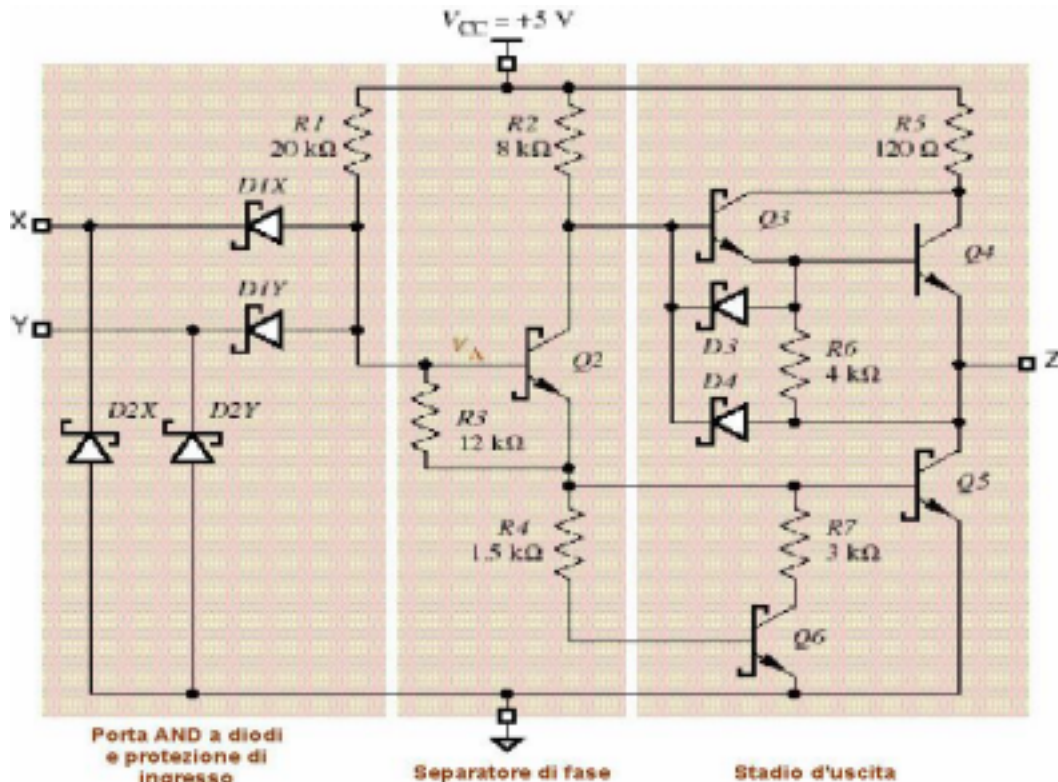 VCC = +5 V
R1
20 kΩ
R2
8 kΩ
R5
120 Ω
D1X
X
Q3
Q4
D1Y
Y
VA
Q2
D3
R6
4 kΩ
Z
D2X
D2Y
R3
12 kΩ
D4
Q5
R4
1.5 kΩ
R7
3 kΩ
Q6
Porta AND a diodi
e protezione di
ingresso
Separatore di fase
Stadio d'uscita